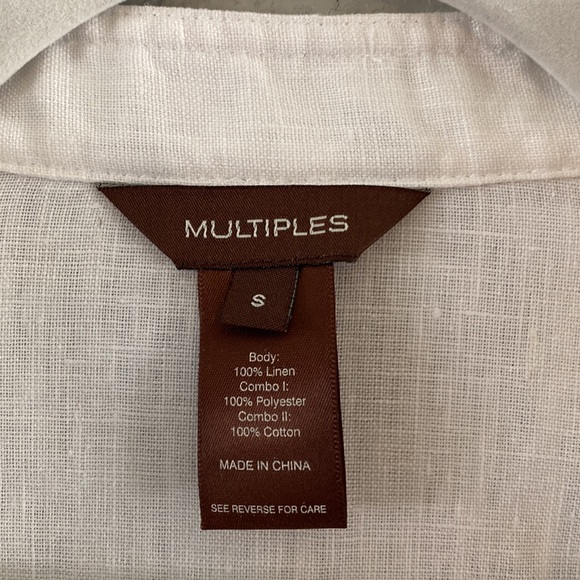 MULTIPLES
S
Body:
100% Linen
Combo I:
100% Polyester
Combo II:
100% Cotton
MADE IN CHINA
SEE REVERSE FOR CARE